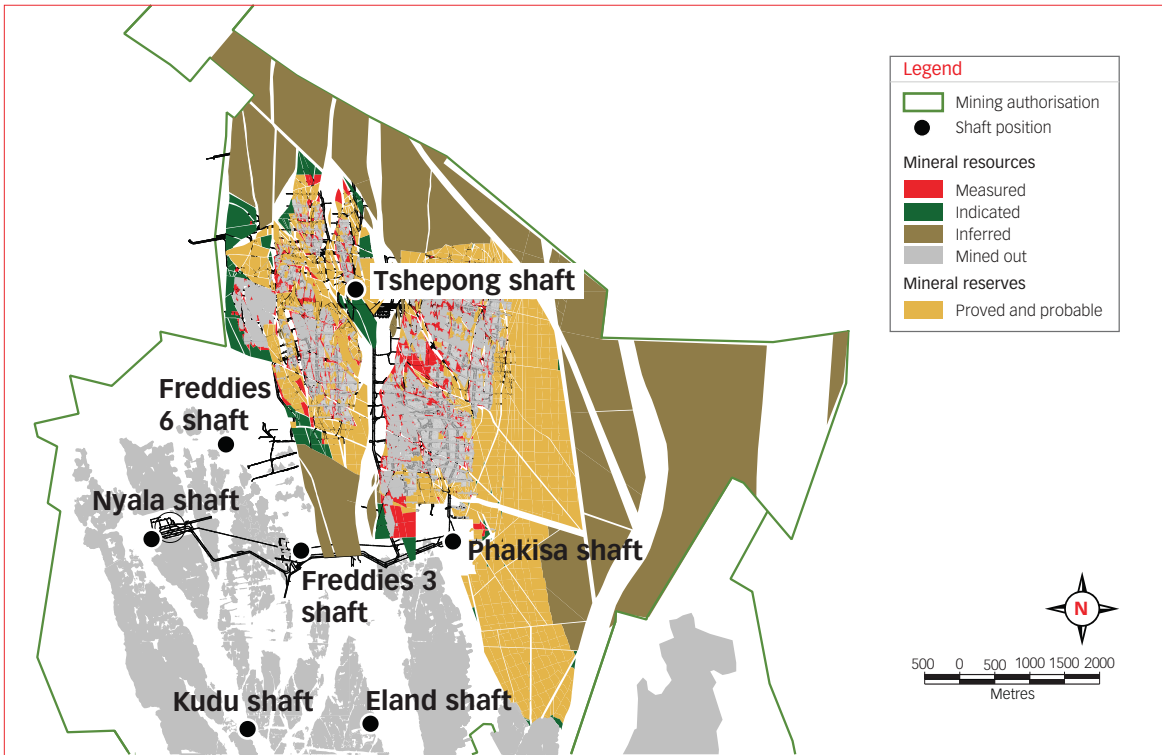 Legend
Mining authorisation
Shaft position
Mineral resources
Measured
Indicated
Inferred
Mined out
Mineral reserves
Proved and probable
Tshepong shaft
Freddies
6 shaft
Nyala shaft
Phakisa shaft
Freddies 3
shaft
Kudu shaft
Eland shaft
N
500 0 500 1000 1500 2000
Metres